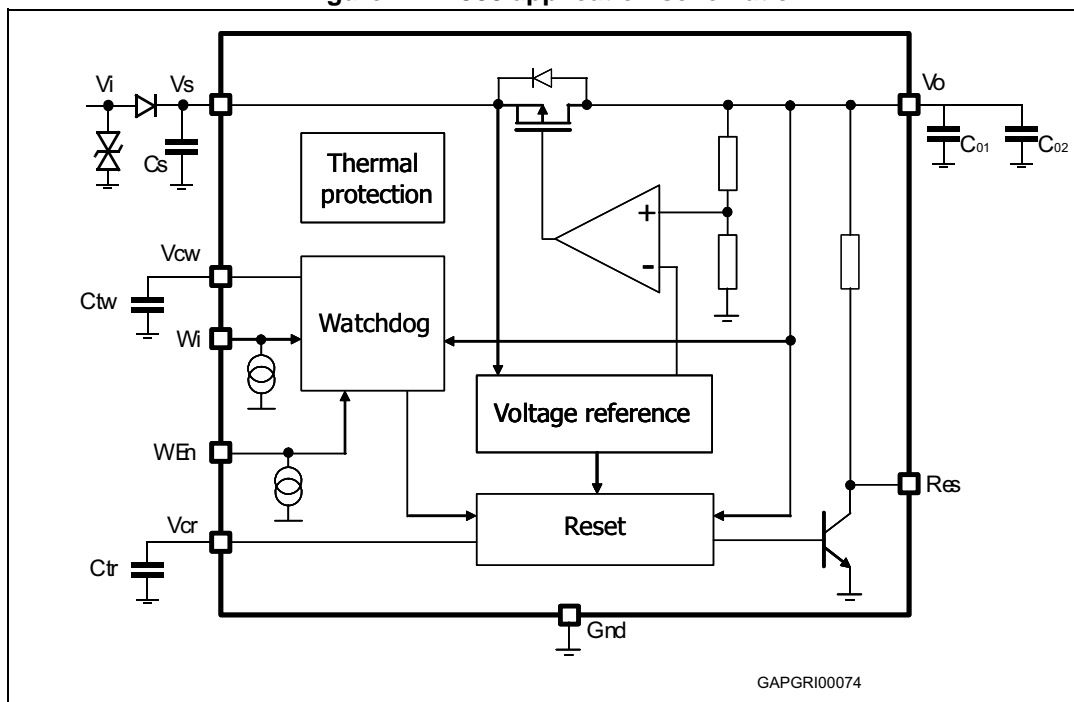 Vi
Vs
Vo
Cs
C01
C02
Thermal
protection
Vcw
Ctw
Watchdog
Wi
+
-
Voltage reference
WEn
Res
Vcr
Reset
Ctr
Gnd
GAPGRI00074